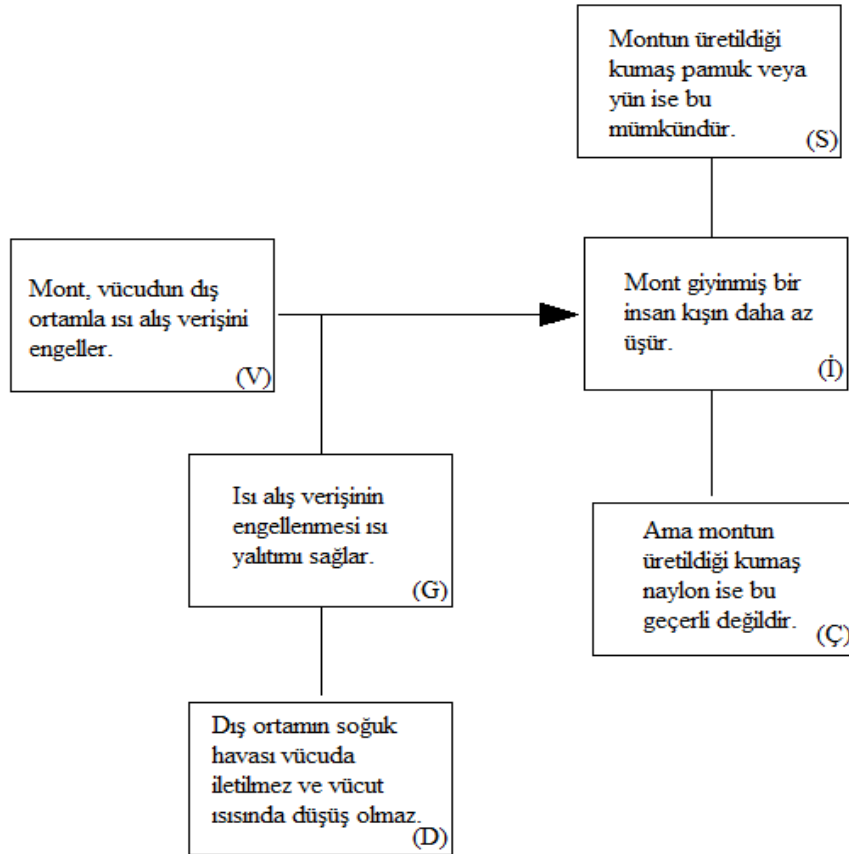 Montun üretildiği
kumaş pamuk veya
yün ise bu
mümkündür.
(S)
Mont, vücudun dış
ortamla ısı alış verişini
engeller.
(V)
Mont giyinmiş bir
insan kışın daha az
üşür.
(İ)
Isı alış verişinin
engellenmesi ısı
yalıtımı sağlar.
(G)
Ama montun
üretildiği kumaş
naylon ise bu
geçerli değildir.
(Ç)
Dış ortamın soğuk
havası vücuda
iletilmez ve vücut
ısısında düşüş olmaz.
(D)